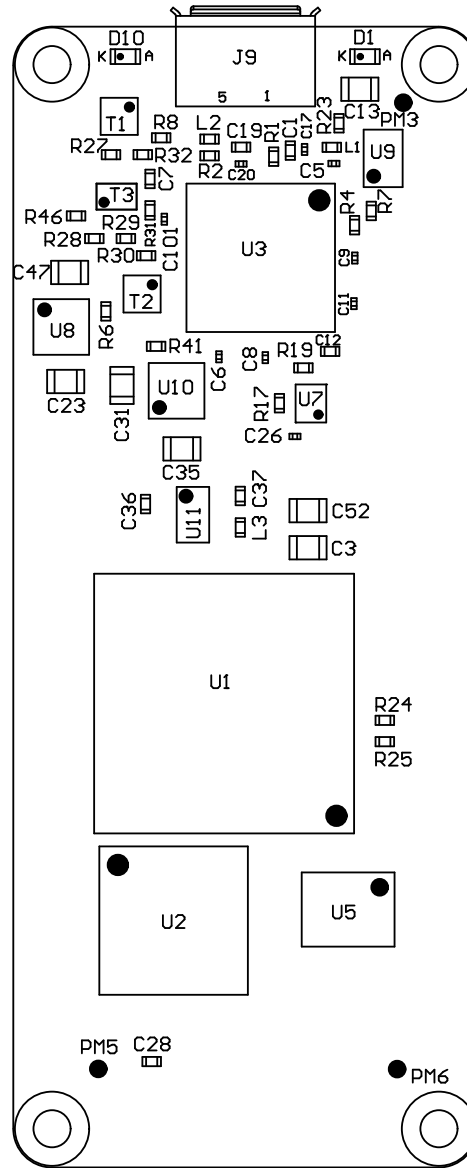 D10
D1
K
A
K
A
J9
5
1
C13
PM3
T1
R8
L2
C19
R1
C1
C17
R23
L1
U9
R27
R32
C7
R2
C20
C5
T3
R46
R29
R31
C101
U3
R4
R7
R28
R30
C9
C47
T2
C11
U8
R6
R41
C6
C8
R19
C12
C23
C31
U10
R17
U7
C26
C35
C36
U11
C37
L3
C52
C3
U1
R24
R25
U2
U5
PM5
C28
PM6